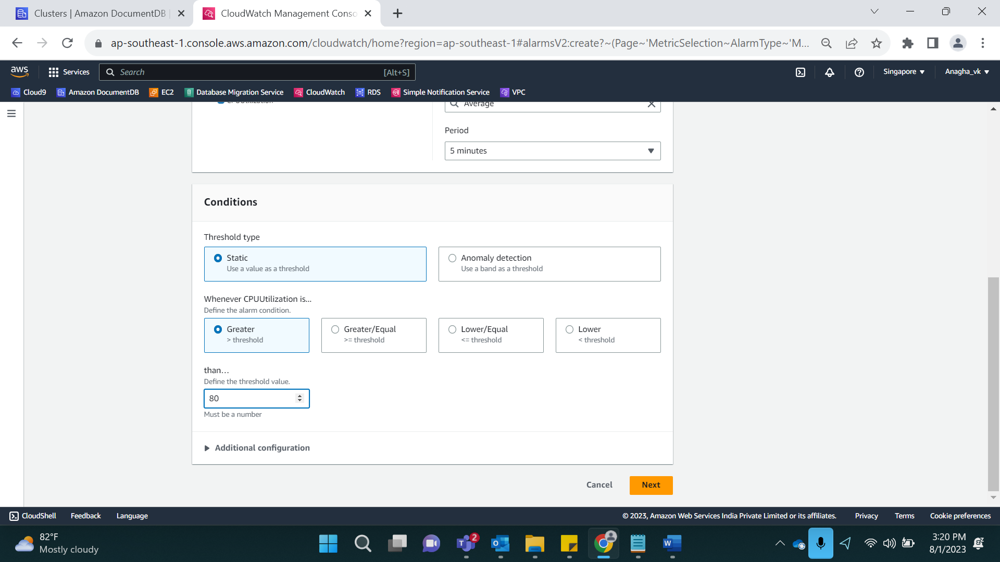 Clusters | Amazon DocumentDB
CloudWatch Management Conso
ap-southeast-1.console.aws.amazon.com/cloudwatch/home?region=ap-southeast-1#alarmsV2:create?~(Page~'MetricSelection~AlarmType~'M...
aws
Services
Search
[Alt+S]
Singapore
Anagha_vk
Cloud9
Amazon DocumentDB
EC2
Database Migration Service
CloudWatch
RDS
Simple Notification Service
VPC
CPUUtilization
Average
Period
5 minutes
Conditions
Threshold type
Static
Use a value as a threshold
Anomaly detection
Use a band as a threshold
Whenever CPUUtilization is...
Define the alarm condition.
Greater
> threshold
Greater/Equal
>= threshold
Lower/Equal
<= threshold
Lower
< threshold
than...
Define the threshold value.
80
Must be a number
Additional configuration
Cancel
Next
CloudShell
Feedback
Language
© 2023, Amazon Web Services India Private Limited or its affiliates.
Privacy
Terms
Cookie preferences
82°F
Mostly cloudy
2
3:20 PM
8/1/2023